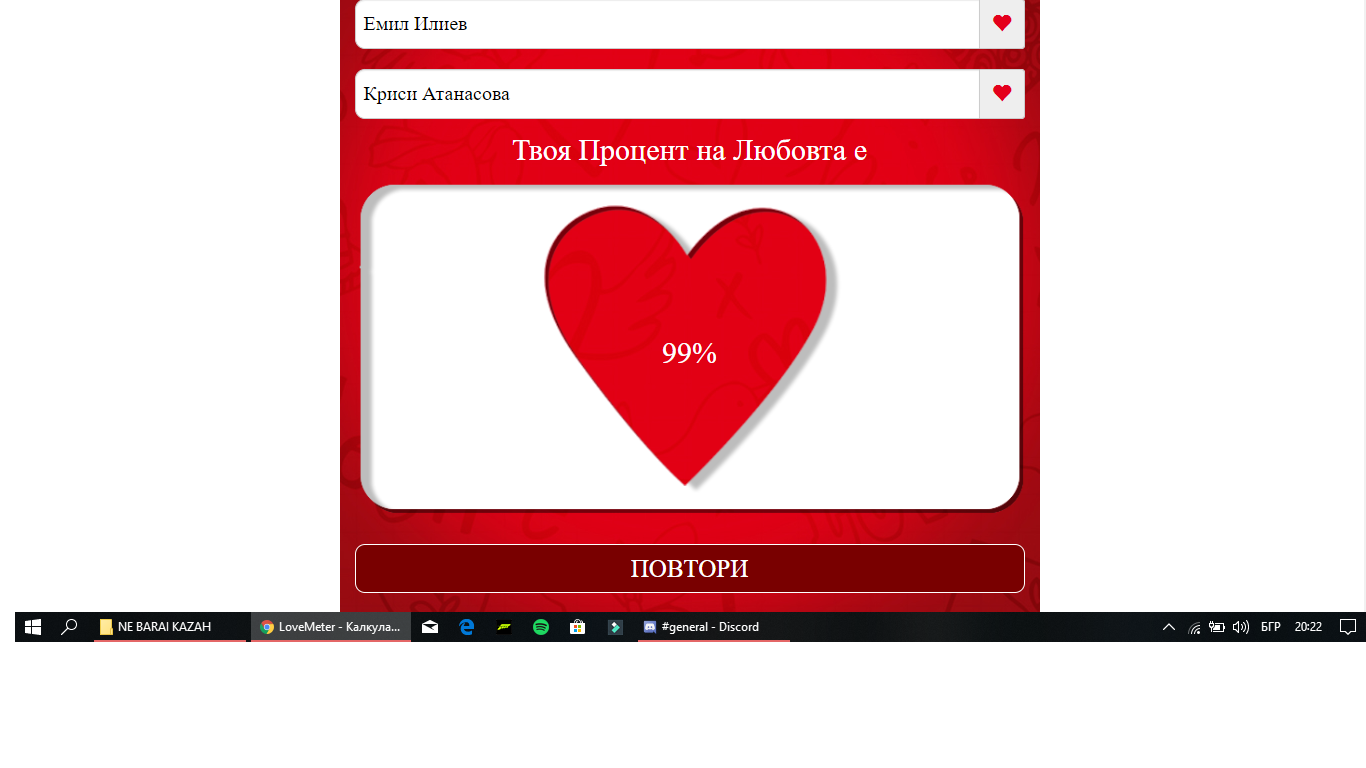 Емил Илиев
Криси Атанасова
Твоя Процент на Любовта е
99%
ПОВТОРИ
NE BARAI KAZAH
LoveMeter - Калкула...
#general - Discord
БГР
20:22